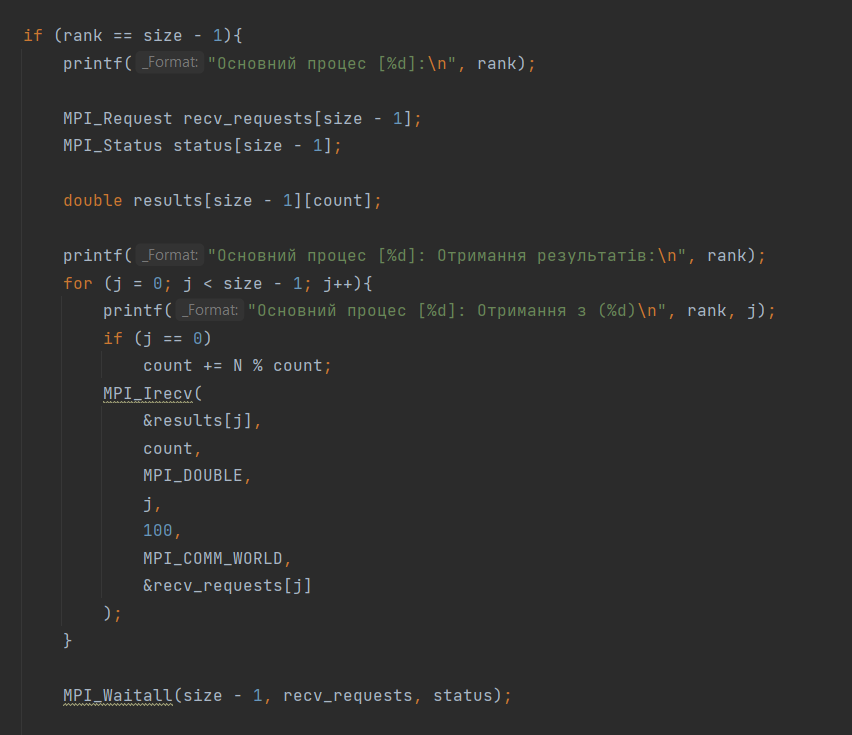 if (rank == size - 1){
    printf( _Format: "Основний процес [%d]:\n", rank);
    MPI_Request recv_requests[size - 1];
    MPI_Status status[size - 1];
    double results[size - 1][count];
    printf( _Format: "Основний процес [%d]: Отримання результатів:\n", rank);
    for (j = 0; j < size - 1; j++){
        printf( _Format: "Основний процес [%d]: Отримання з (%d)\n", rank, j);
        if (j == 0)
            count += N % count;
        MPI_Irecv(
            &results[j],
            count,
            MPI_DOUBLE,
            j,
            100,
            MPI_COMM_WORLD,
            &recv_requests[j]
        );
    }
    MPI_Waitall(size - 1, recv_requests, status);